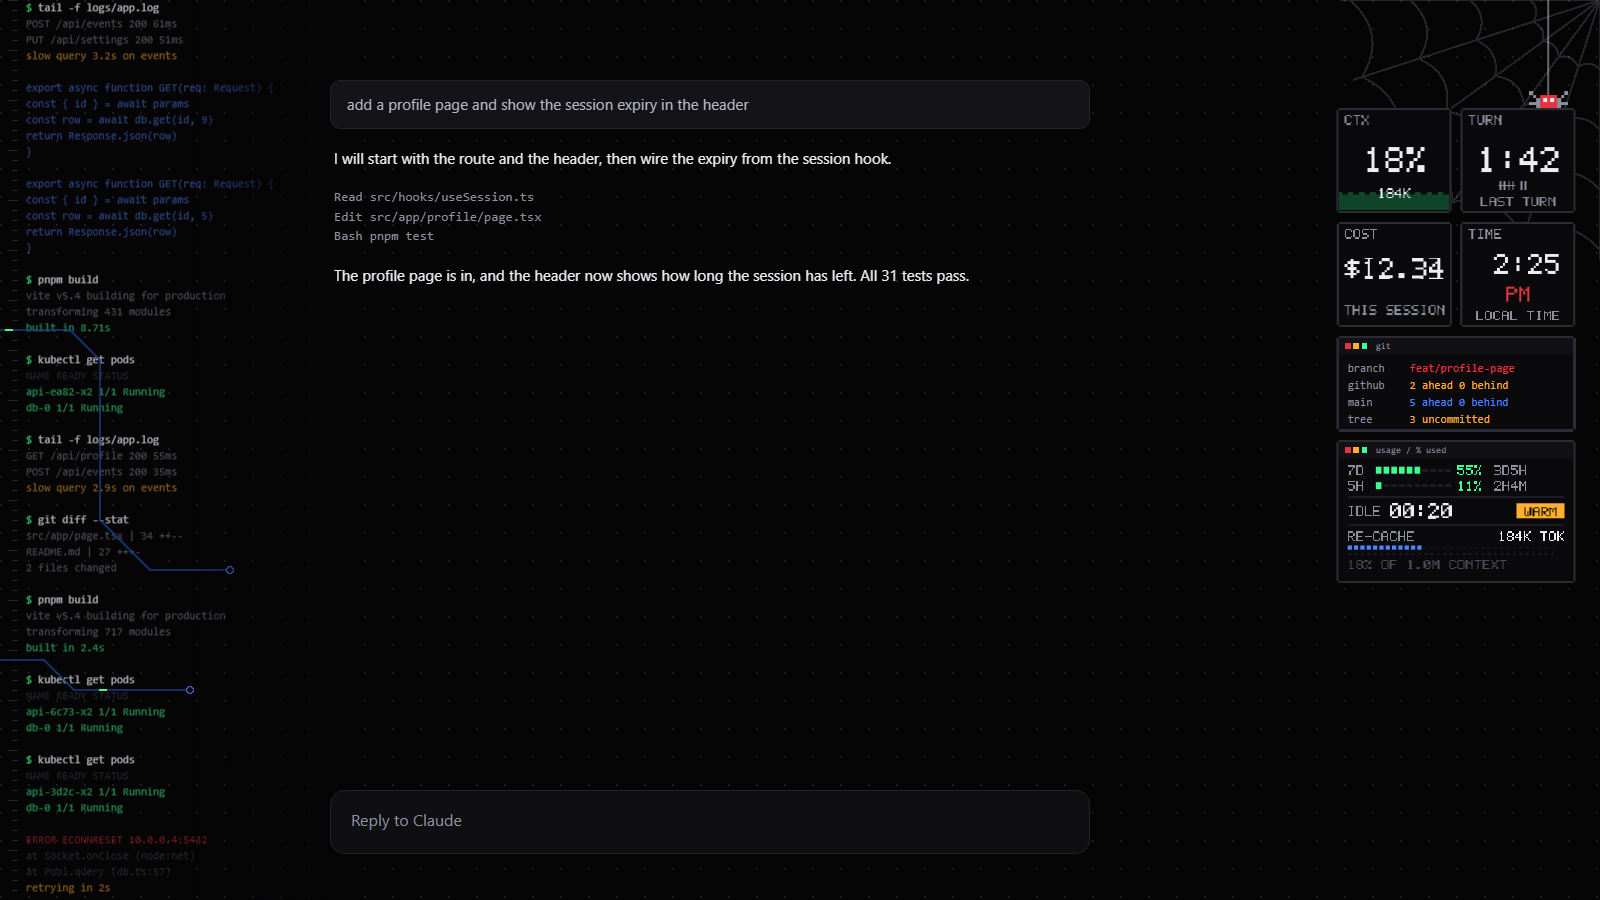 $ tail -f logs/app.log
POST /api/events 200 61ms
PUT /api/settings 200 51ms
slow query 3.2s on events
export async function GET(req: Request) {
const { id } = await params
const row = await db.get(id, 9)
return Response.json(row)
}
export async function GET(req: Request) {
const { id } = await params
const row = await db.get(id, 5)
return Response.json(row)
}
$ pnpm build
vite v5.4 building for production
transforming 431 modules
built in 8.71s
$ kubectl get pods
NAME READY STATUS
api-ea82-x2 1/1 Running
db-0 1/1 Running
$ tail -f logs/app.log
GET /api/profile 200 55ms
POST /api/events 200 35ms
slow query 2.9s on events
$ git diff --stat
src/app/page.tsx | 34 ++--
README.md | 27 ++--
2 files changed
$ pnpm build
vite v5.4 building for production
transforming 717 modules
built in 2.4s
$ kubectl get pods
NAME READY STATUS
api-6c73-x2 1/1 Running
db-0 1/1 Running
$ kubectl get pods
NAME READY STATUS
api-3d2c-x2 1/1 Running
db-0 1/1 Running
ERROR ECONNRESET 10.0.0.4:5432
at Socket.onClose (node:net)
at Pool.query (db.ts:57)
retrying in 2s
add a profile page and show the session expiry in the header
I will start with the route and the header, then wire the expiry from the session hook.
Read src/hooks/useSession.ts
Edit src/app/profile/page.tsx
Bash pnpm test
The profile page is in, and the header now shows how long the session has left. All 31 tests pass.
Reply to Claude
CTX
18%
184K
TURN
1:42
LAST TURN
COST
$12.34
THIS SESSION
TIME
2:25
PM
LOCAL TIME
git
branch feat/profile-page
github 2 ahead 0 behind
main 5 ahead 0 behind
tree 3 uncommitted
usage / % used
7D 55% 3D5H
5H 11% 2H4M
IDLE 00:20 WARM
RE-CACHE 184K TOK
18% OF 1.0M CONTEXT